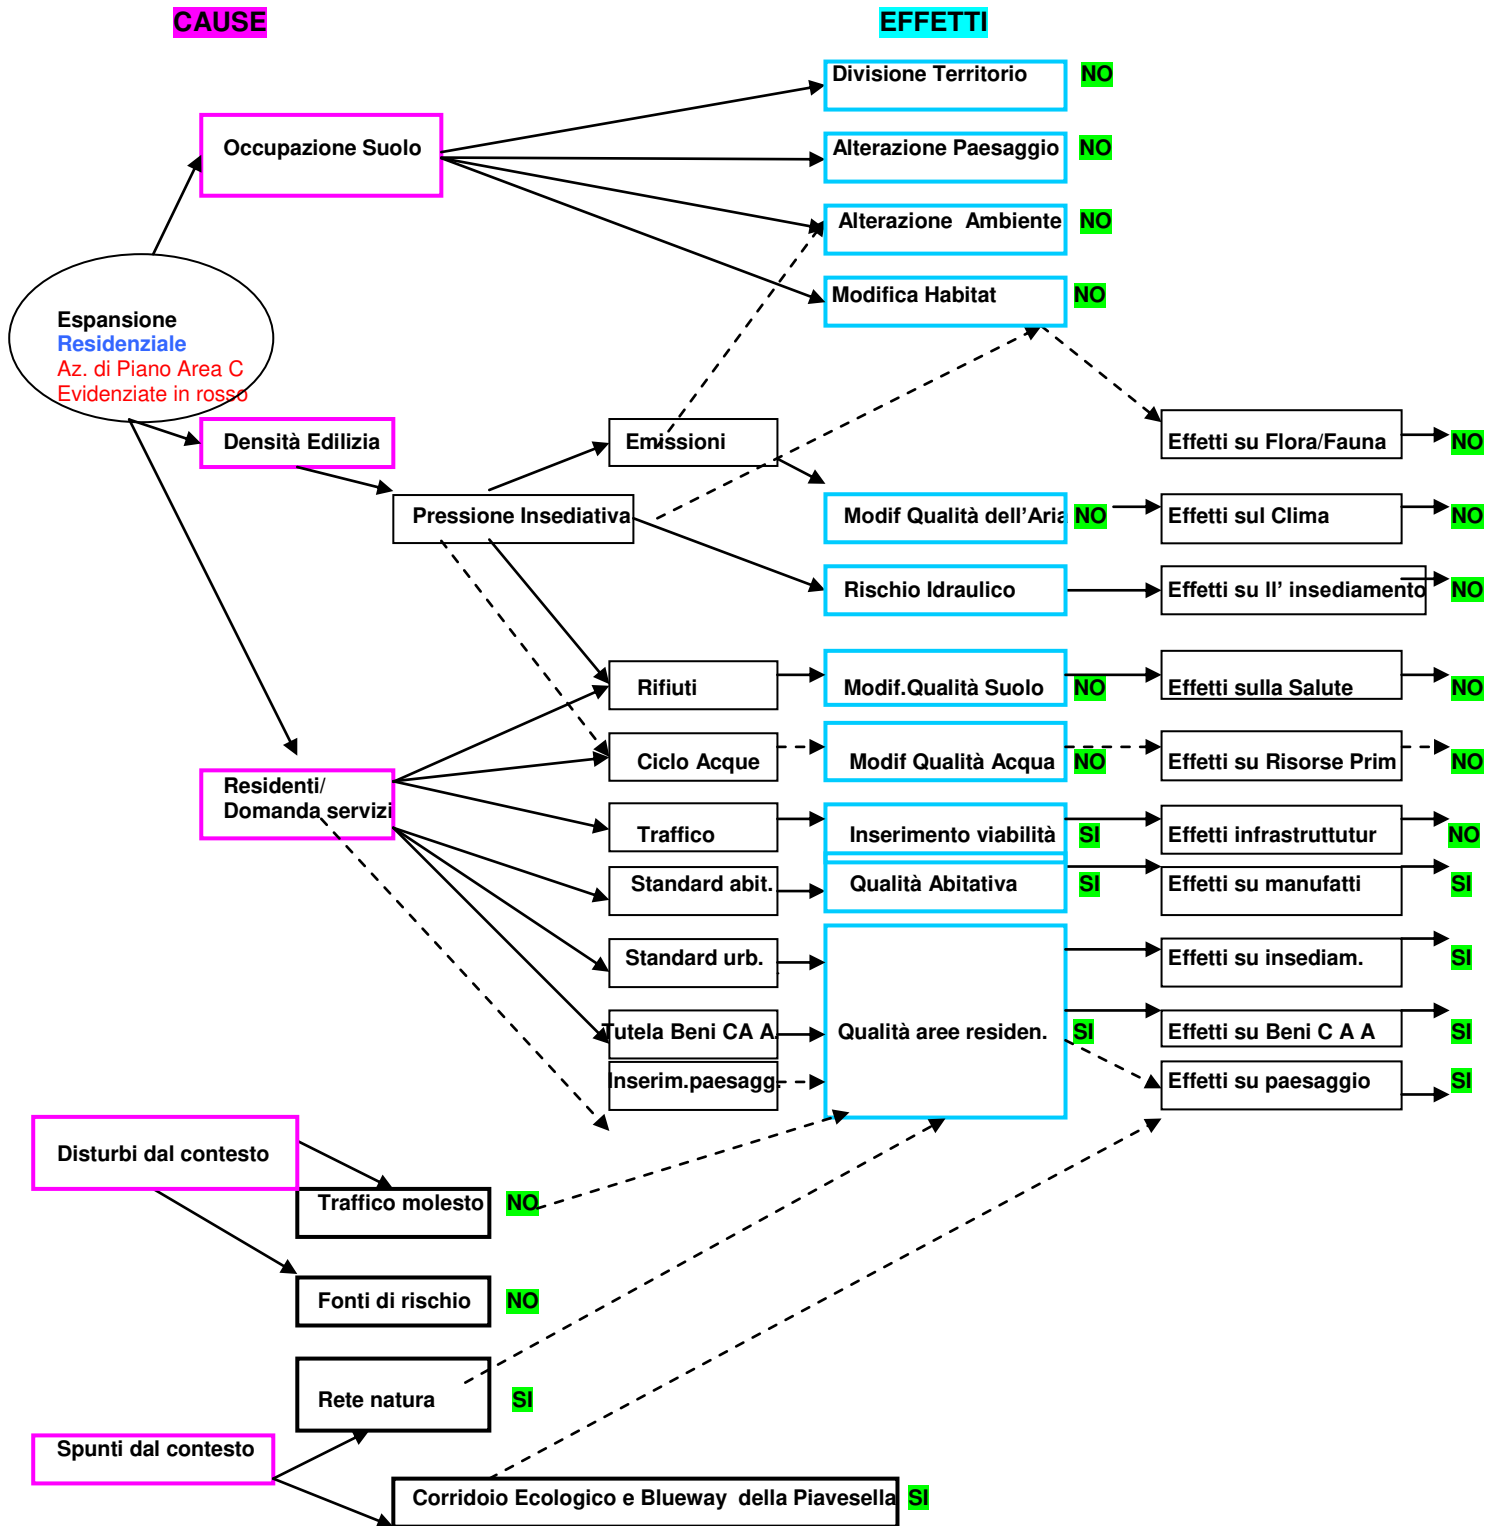 CAUSE
EFFETTI
Divisione Territorio NO
Occupazione Suolo
Alterazione Paesaggio NO
Alterazione Ambiente NO
Modifica Habitat NO
Espansione
Residenziale
Az. di Piano Area C
Evidenziate in rosso
Densità Edilizia
Emissioni
Effetti su Flora/Fauna NO
Pressione Insediativa
Modif Qualità dell'Aria NO
Effetti sul Clima NO
Rischio Idraulico
Effetti su ll' insediamento NO
Rifiuti
Modif.Qualità Suolo NO
Effetti sulla Salute NO
Ciclo Acque
Modif Qualità Acqua NO
Effetti su Risorse Prim NO
Residenti/
Domanda servizi
Traffico
Inserimento viabilità SI
Effetti infrastruttutur NO
Standard abit.
Qualità Abitativa SI
Effetti su manufatti SI
Standard urb.
Effetti su insediam. SI
Tutela Beni CA A.
Qualità aree residen. SI
Effetti su Beni C A A SI
Inserim.paesagg.
Effetti su paesaggio SI
Disturbi dal contesto
Traffico molesto NO
Fonti di rischio NO
Rete natura SI
Spunti dal contesto
Corridoio Ecologico e Blueway della Piavesella SI